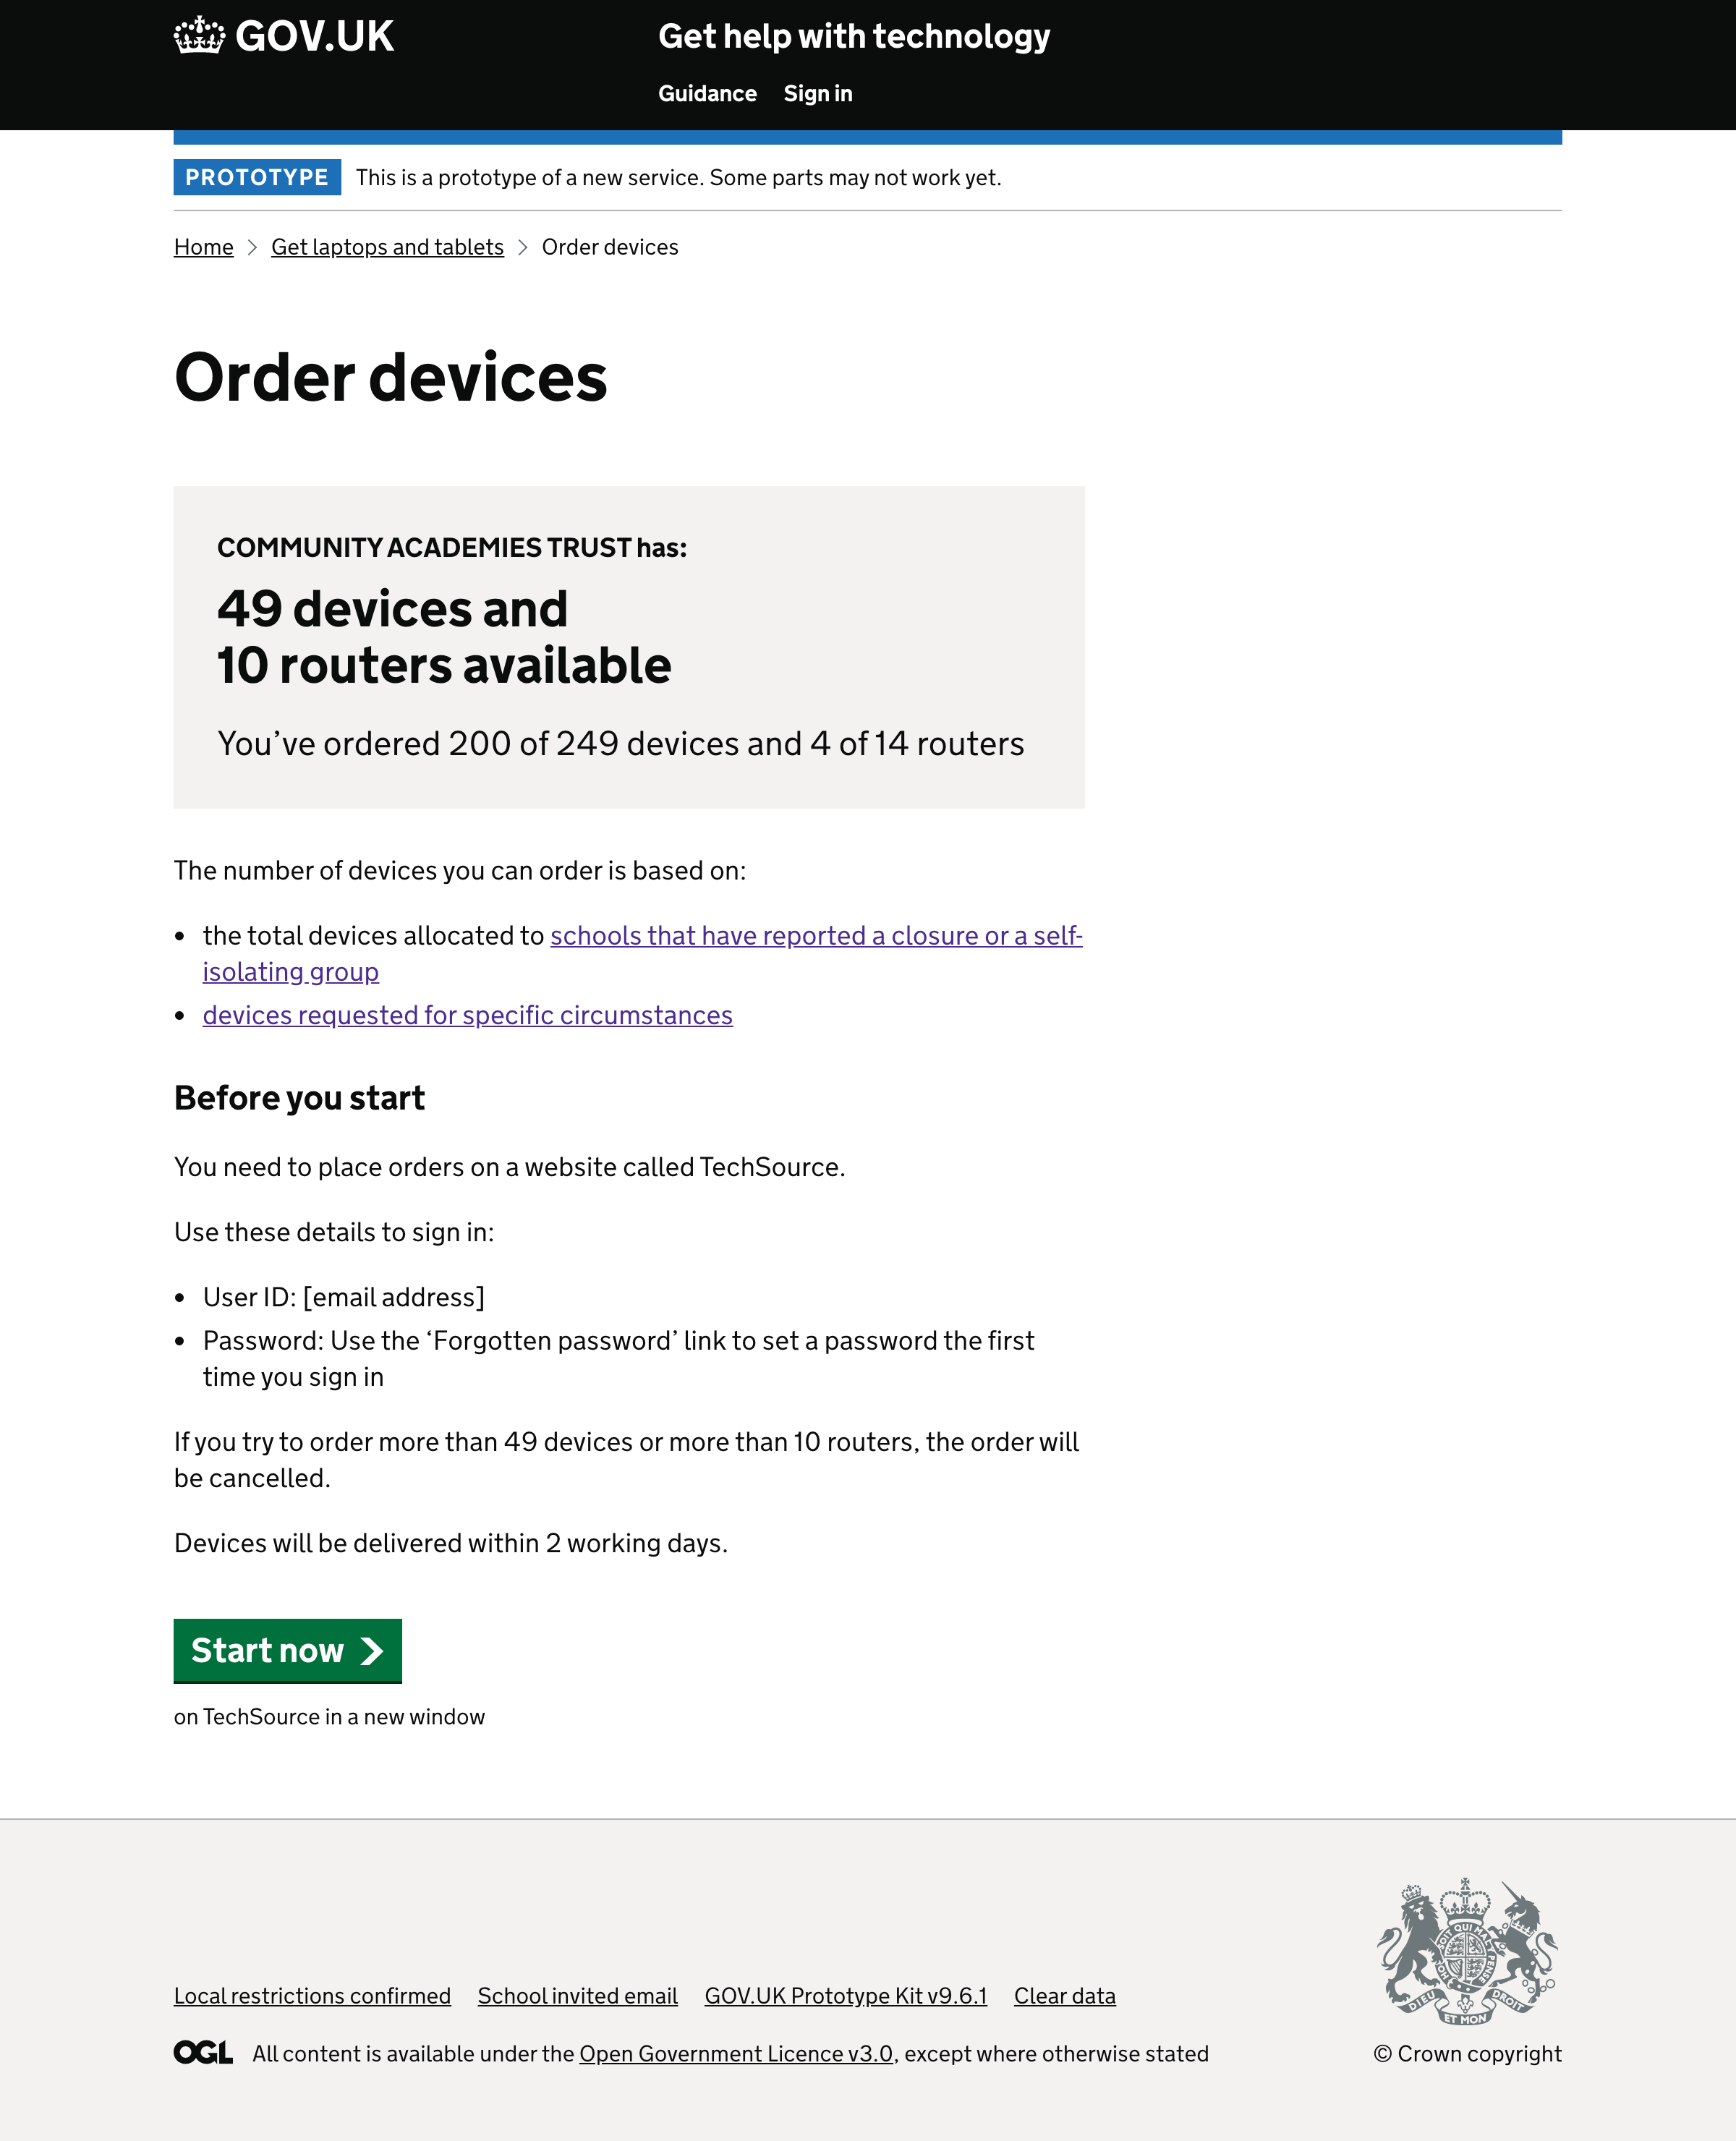 GOV.UK
Get help with technology
Guidance Sign in
PROTOTYPE This is a prototype of a new service. Some parts may not work yet.
Home Get laptops and tablets Order devices
Order devices
COMMUNITY ACADEMIES TRUST has:
49 devices and
10 routers available
You’ve ordered 200 of 249 devices and 4 of 14 routers
The number of devices you can order is based on:
• the total devices allocated to schools that have reported a closure or a self-
isolating group
• devices requested for specific circumstances
Before you start
You need to place orders on a website called TechSource.
Use these details to sign in:
• User ID: [email address]
• Password: Use the ‘Forgotten password’ link to set a password the first
time you sign in
If you try to order more than 49 devices or more than 10 routers, the order will
be cancelled.
Devices will be delivered within 2 working days.
Start now
on TechSource in a new window
Local restrictions confirmed School invited email GOV.UK Prototype Kit v9.6.1 Clear data
DIEU ET MON DROIT
OGL All content is available under the Open Government Licence v3.0, except where otherwise stated
© Crown copyright